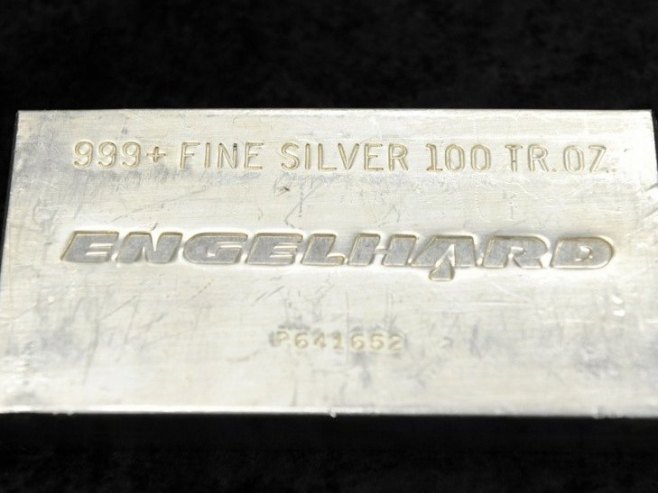 999+ FINE SILVER 100 TR.OZ.
ENGELHARD
P641652